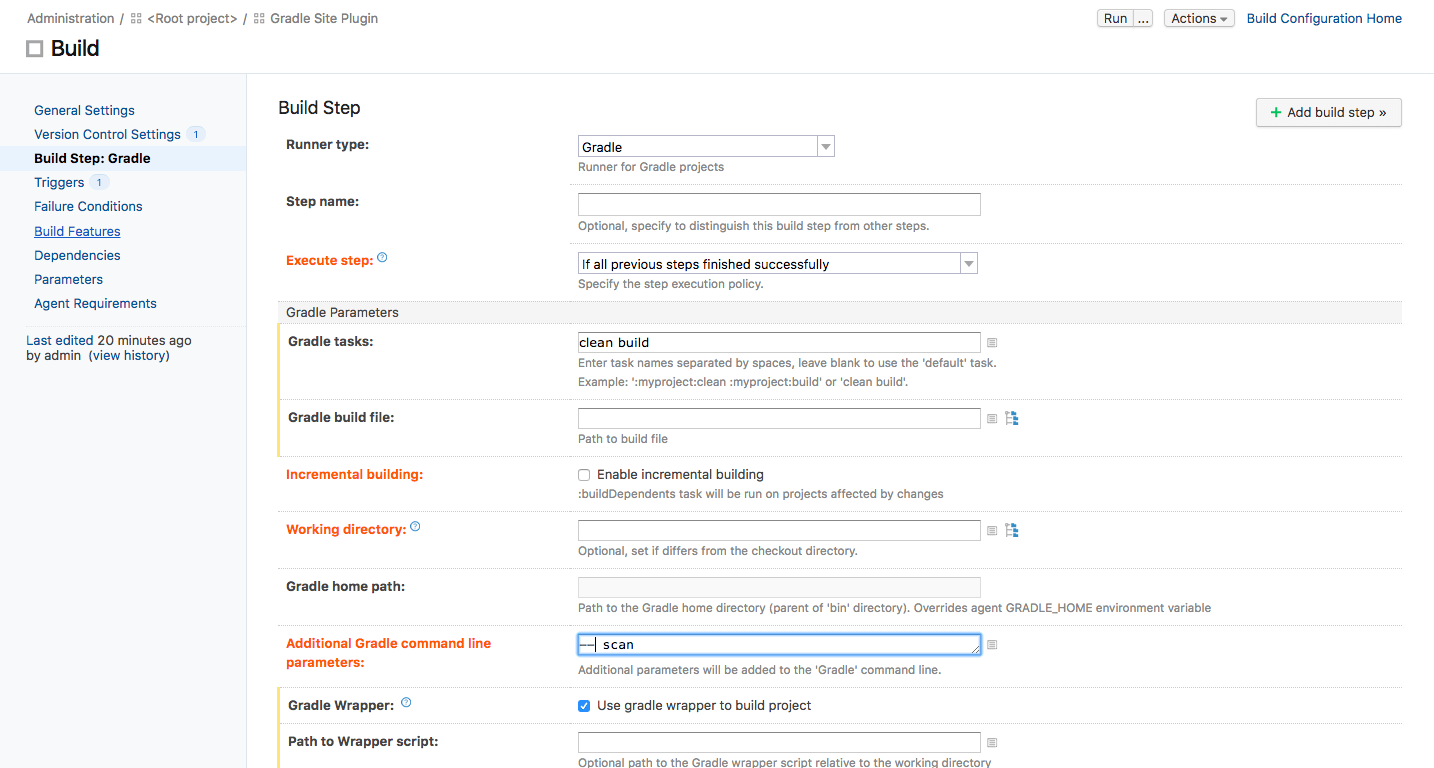 Administration / <Root project> / Gradle Site Plugin
Run ... Actions Build Configuration Home
Build
General Settings
Version Control Settings 1
Build Step: Gradle
Triggers 1
Failure Conditions
Build Features
Dependencies
Parameters
Agent Requirements
Last edited 20 minutes ago
by admin (view history)
Build Step
+ Add build step »
Runner type:
Gradle
Runner for Gradle projects
Step name:
Optional, specify to distinguish this build step from other steps.
Execute step: ?
If all previous steps finished successfully
Specify the step execution policy.
Gradle Parameters
Gradle tasks:
clean build
Enter task names separated by spaces, leave blank to use the 'default' task.
Example: ':myproject:clean :myproject:build' or 'clean build'.
Gradle build file:
Path to build file
Incremental building:
Enable incremental building
:buildDependents task will be run on projects affected by changes
Working directory: ?
Optional, set if differs from the checkout directory.
Gradle home path:
Path to the Gradle home directory (parent of 'bin' directory). Overrides agent GRADLE_HOME environment variable
Additional Gradle command line
parameters:
-- scan
Additional parameters will be added to the 'Gradle' command line.
Gradle Wrapper: ?
Use gradle wrapper to build project
Path to Wrapper script:
Optional path to the Gradle wrapper script relative to the working directory